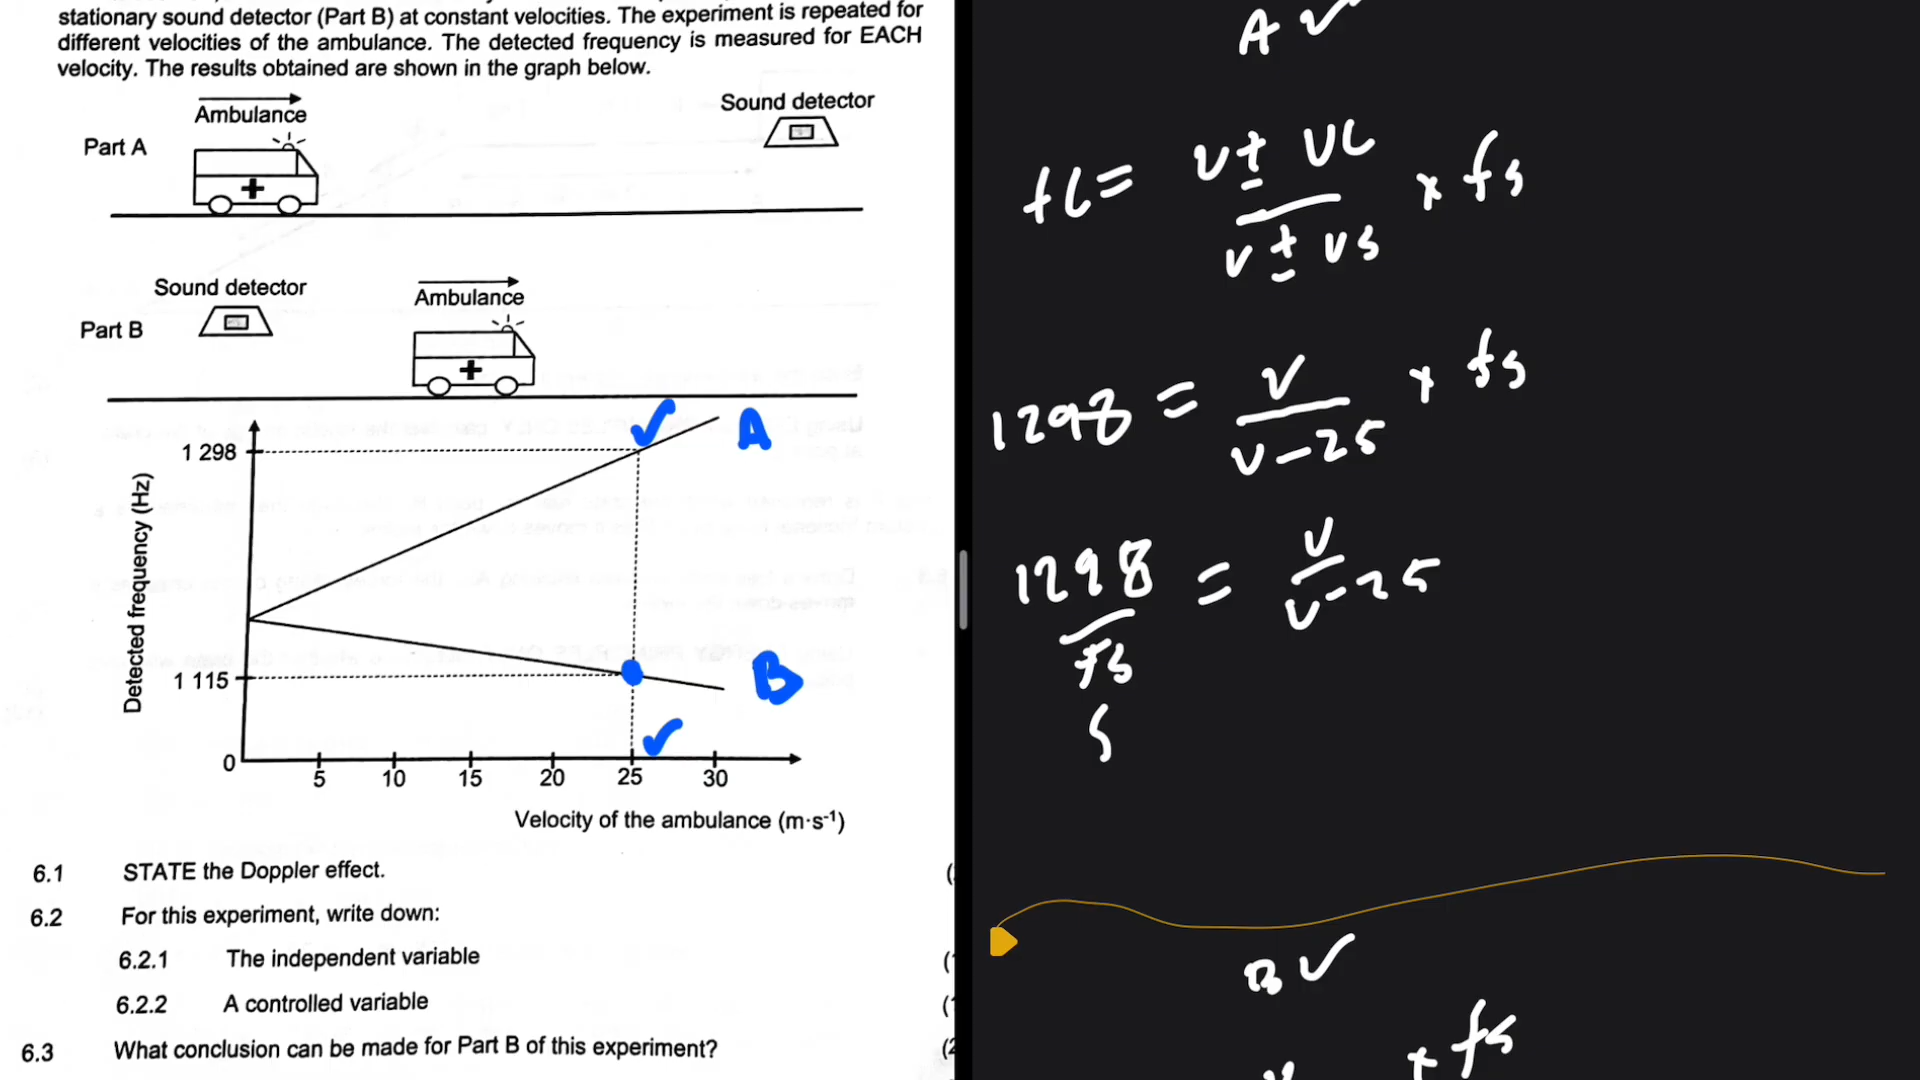 stationary sound detector (Part B) at constant velocities. The experiment is repeated for
different velocities of the ambulance. The detected frequency is measured for EACH
velocity. The results obtained are shown in the graph below.
Ambulance
Sound detector
Part A
Sound detector
Ambulance
Part B
A
1 298
Detected frequency (Hz)
1 115
B
0
5 10 15 20 25 30
Velocity of the ambulance (m·s-1)
6.1 STATE the Doppler effect.
6.2 For this experiment, write down:
6.2.1 The independent variable
6.2.2 A controlled variable
6.3 What conclusion can be made for Part B of this experiment?
A ✓
fL = v ± vL
v ± vs
× fs
1298 = v
v - 25
× fs
1298 = v
fs
v - 25
B ✓
× fs